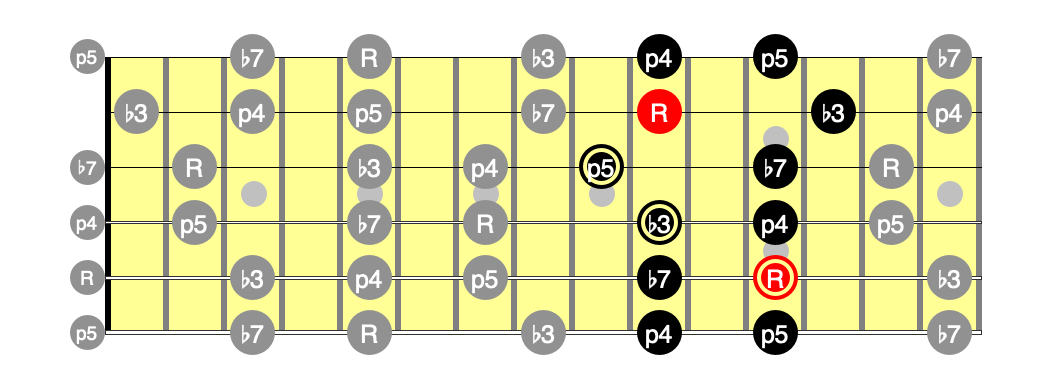 p5 ♭7 R ♭3 p4 p5 ♭7
♭3 p4 p5 ♭7 R ♭3 p4
♭7 R ♭3 p4 p5 ♭7 R
p4 p5 ♭7 R ♭3 p4 p5
R ♭3 p4 p5 ♭7 R ♭3
p5 ♭7 R ♭3 p4 p5 ♭7